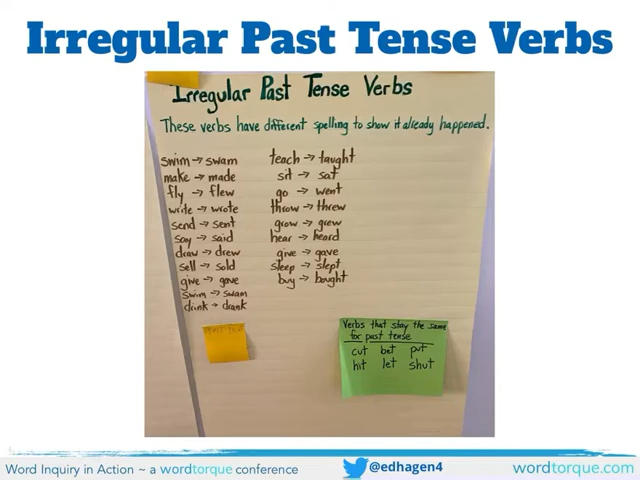 Irregular Past Tense Verbs
Irregular Past Tense Verbs
These verbs have different spelling to show it already happened.
swim → swam
make → made
fly → flew
write → wrote
send → sent
say → said
draw → drew
sell → sold
give → gave
swim → swam
drink → drank
teach → taught
sit → sat
go → went
throw → threw
grow → grew
hear → heard
give → gave
sleep → slept
buy → bought
Verbs that stay the same
for past tense
cut bet put
hit let shut
Word Inquiry in Action ~ a wordtorque conference
@edhagen4
wordtorque.com